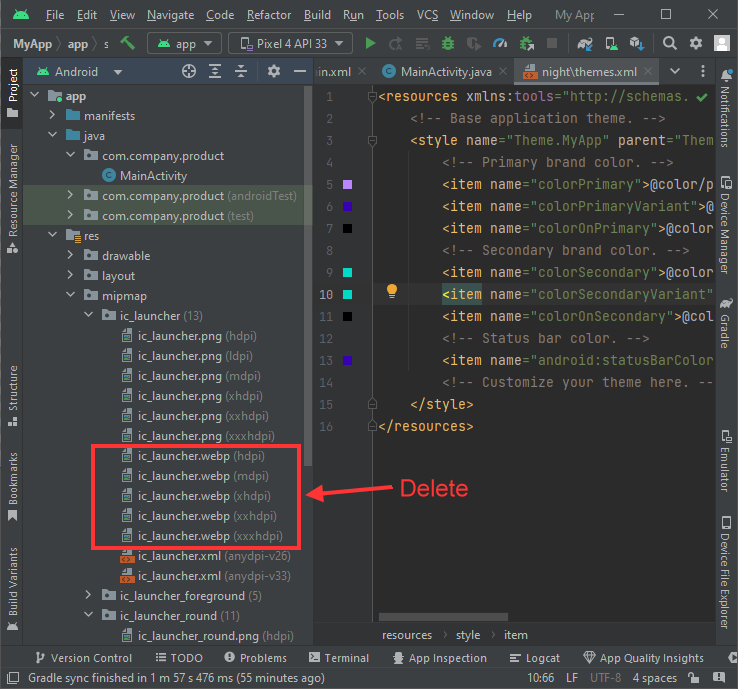 File Edit View Navigate Code Refactor Build Run Tools VCS Window Help My Ap
MyApp app s app Pixel 4 API 33
Project
Android
in.xml MainActivity.java night\themes.xml
Notifications
Resource Manager
Device Manager
Gradle
Structure
Bookmarks
Build Variants
Emulator
Device File Explorer
app
manifests
java
com.company.product
MainActivity
com.company.product (androidTest)
com.company.product (test)
res
drawable
layout
mipmap
ic_launcher (13)
ic_launcher.png (hdpi)
ic_launcher.png (ldpi)
ic_launcher.png (mdpi)
ic_launcher.png (xhdpi)
ic_launcher.png (xxhdpi)
ic_launcher.png (xxxhdpi)
ic_launcher.webp (hdpi)
ic_launcher.webp (mdpi)
ic_launcher.webp (xhdpi)
ic_launcher.webp (xxhdpi)
ic_launcher.webp (xxxhdpi)
ic_launcher.xml (anydpi-v26)
ic_launcher.xml (anydpi-v33)
ic_launcher_foreground (5)
ic_launcher_round (11)
ic_launcher_round.png (hdpi)
Delete
1 <resources xmlns:tools="http://schemas.
2 <!-- Base application theme. -->
3 <style name="Theme.MyApp" parent="Them
4 <!-- Primary brand color. -->
5 <item name="colorPrimary">@color/p
6 <item name="colorPrimaryVariant">@
7 <item name="colorOnPrimary">@color
8 <!-- Secondary brand color. -->
9 <item name="colorSecondary">@color
10 <item name="colorSecondaryVariant"
11 <item name="colorOnSecondary">@col
12 <!-- Status bar color. -->
13 <item name="android:statusBarColor
14 <!-- Customize your theme here. --
15 </style>
16 </resources>
resources style item
Version Control TODO Problems Terminal App Inspection Logcat App Quality Insights
Gradle sync finished in 1 m 57 s 476 ms (55 minutes ago) 10:66 LF UTF-8 4 spaces